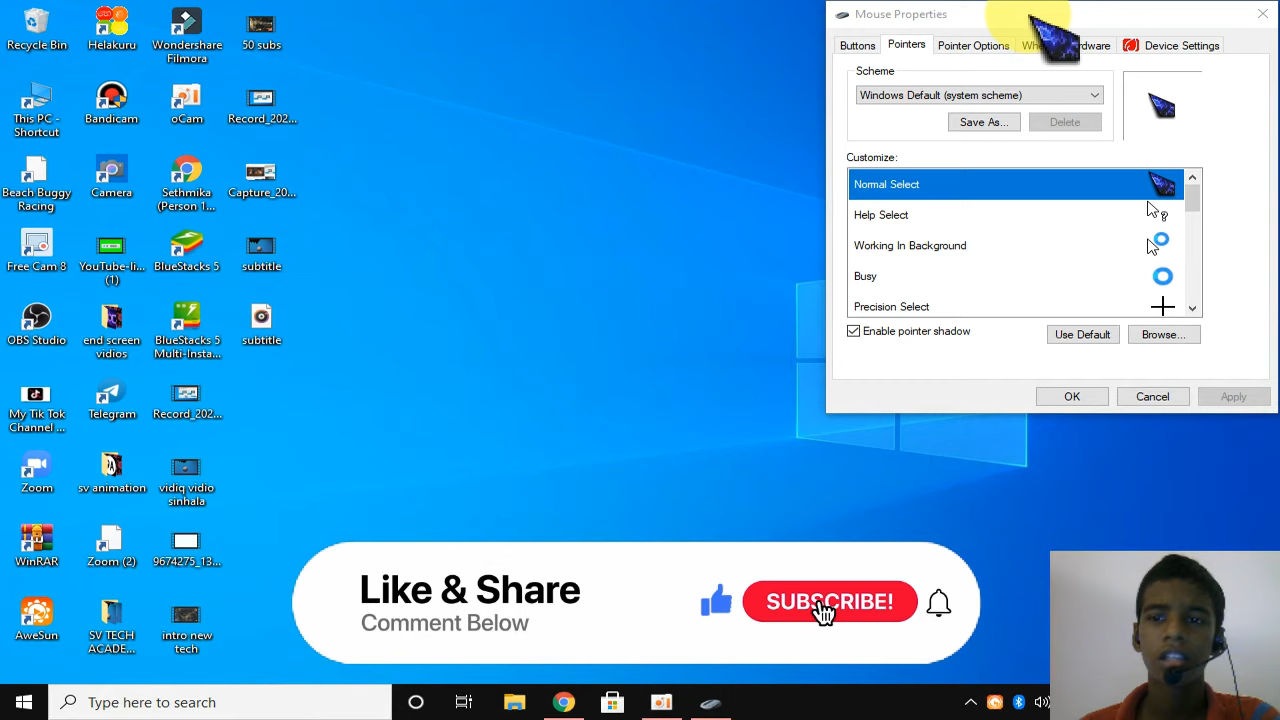 Recycle Bin
Helakuru
Wondershare
Filmora
50 subs
This PC -
Shortcut
Bandicam
oCam
Record_202...
Beach Buggy
Racing
Camera
Sethmika
(Person 1...
Capture_20...
Free Cam 8
YouTube-li...
(1)
BlueStacks 5
subtitle
OBS Studio
end screen
vidios
BlueStacks 5
Multi-Insta...
subtitle
My Tik Tok
Channel ...
Telegram
Record_202...
Zoom
sv animation
vidiq vidio
sinhala
WinRAR
Zoom (2)
9674275_13...
AweSun
SV TECH
ACADE...
intro new
tech
Mouse Properties
Buttons
Pointers
Pointer Options
Device Settings
Scheme
Windows Default (system scheme)
Save As...
Delete
Customize:
Normal Select
Help Select
Working In Background
Busy
Precision Select
Enable pointer shadow
Use Default
Browse...
OK
Cancel
Apply
Like & Share
Comment Below
SUBSCRIBE!
Type here to search